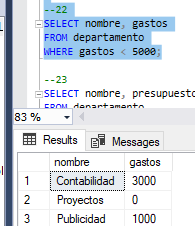 --22
SELECT nombre, gastos
FROM departamento
WHERE gastos < 5000;
--23
SELECT nombre, presupuesto
FROM departamento
83 %
Results Messages
nombre gastos
1 Contabilidad 3000
2 Proyectos 0
3 Publicidad 1000